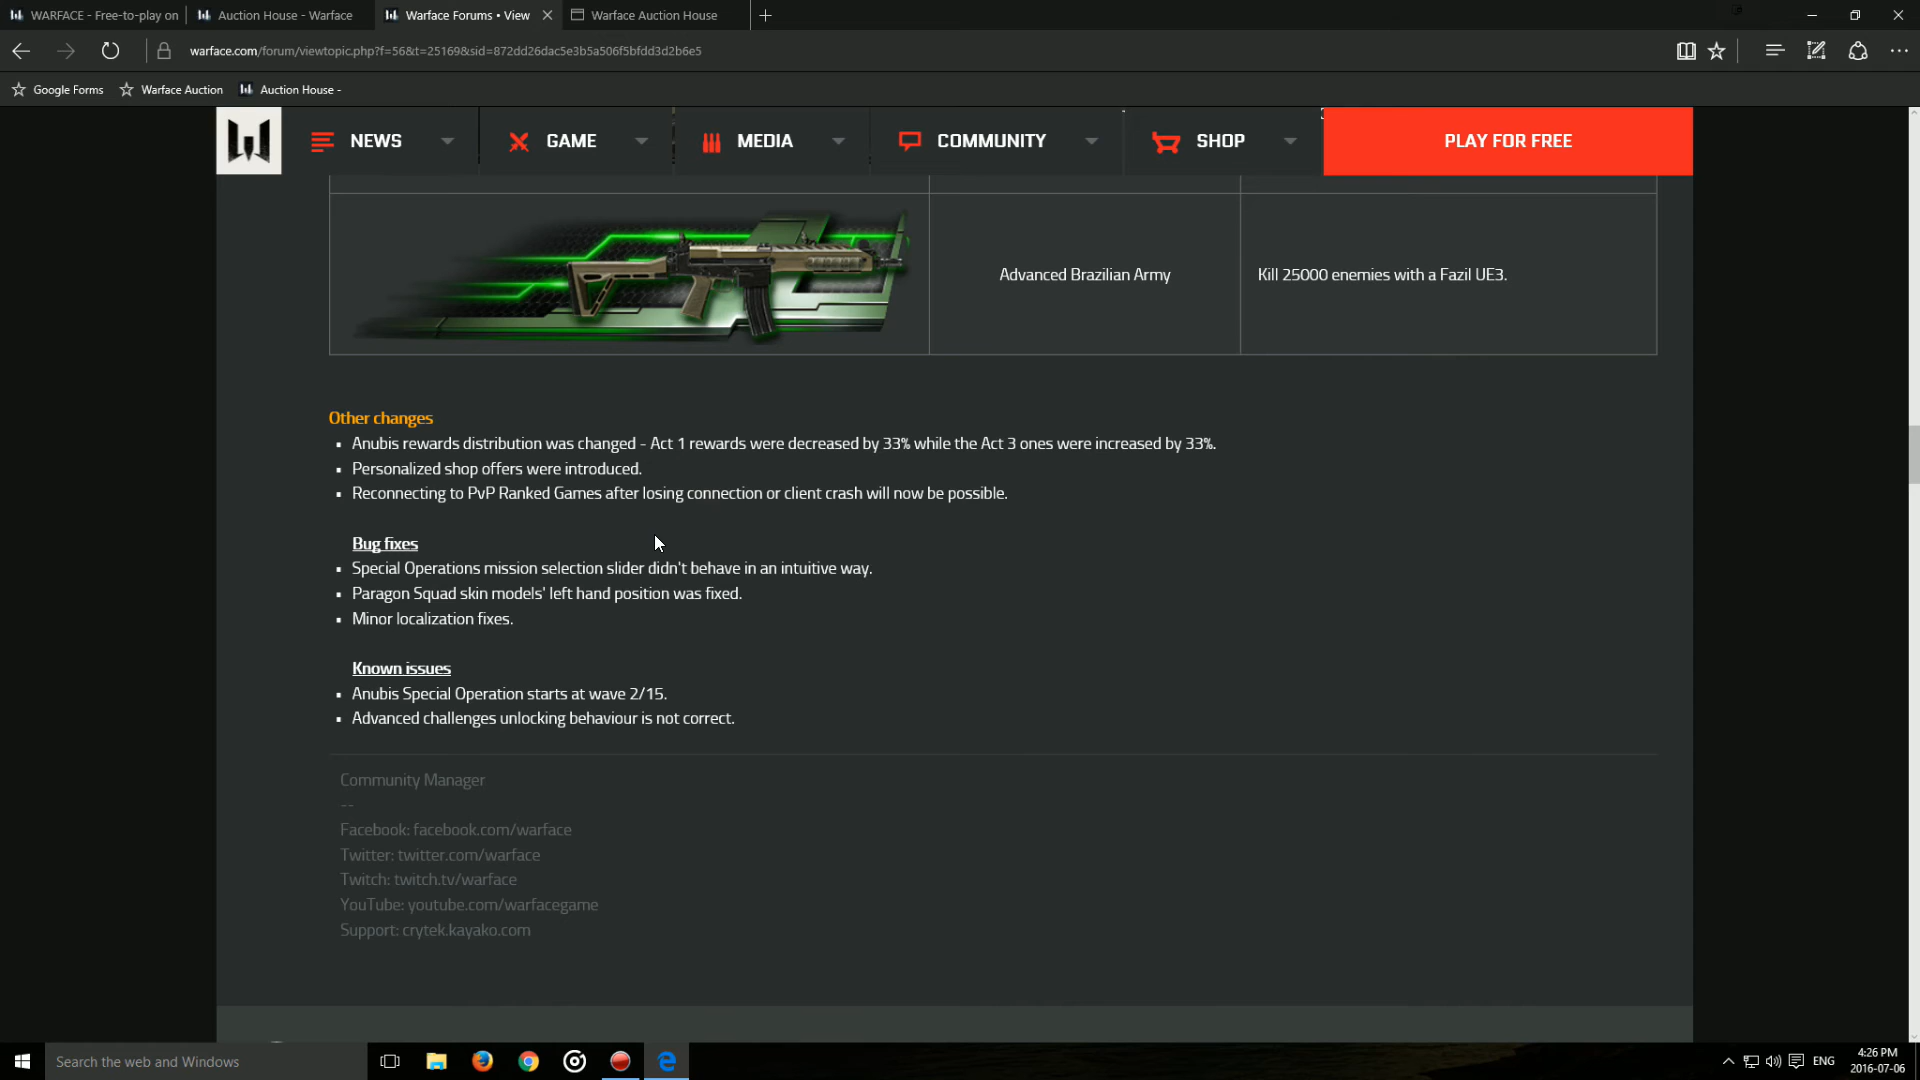 WARFACE - Free-to-play on
Auction House - Warface
Warface Forums • View
Warface Auction House
warface.com/forum/viewtopic.php?f=56&t=25169&sid=872dd26dac5e3b5a506f5bfdd3d2b6e5
Google Forms
Warface Auction
Auction House -
NEWS
GAME
MEDIA
COMMUNITY
SHOP
PLAY FOR FREE
Advanced Brazilian Army
Kill 25000 enemies with a Fazil UE3.
Other changes
▪ Anubis rewards distribution was changed - Act 1 rewards were decreased by 33% while the Act 3 ones were increased by 33%.
▪ Personalized shop offers were introduced.
▪ Reconnecting to PvP Ranked Games after losing connection or client crash will now be possible.
Bug fixes
▪ Special Operations mission selection slider didn't behave in an intuitive way.
▪ Paragon Squad skin models' left hand position was fixed.
▪ Minor localization fixes.
Known issues
▪ Anubis Special Operation starts at wave 2/15.
▪ Advanced challenges unlocking behaviour is not correct.
Community Manager
--
Facebook: facebook.com/warface
Twitter: twitter.com/warface
Twitch: twitch.tv/warface
YouTube: youtube.com/warfacegame
Support: crytek.kayako.com
Search the web and Windows
ENG
4:26 PM
2016-07-06